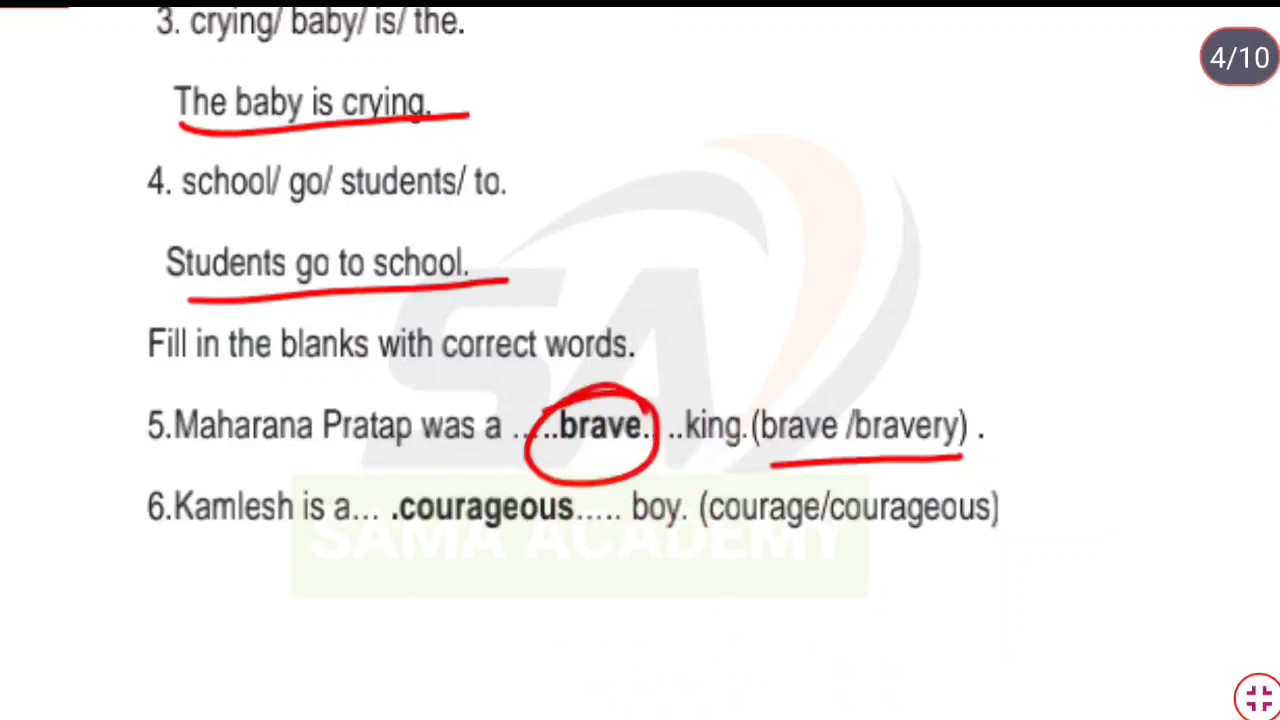 3. crying/ baby/ is/ the.
4/10
The baby is crying.
4. school/ go/ students/ to.
Students go to school.
Fill in the blanks with correct words.
5.Maharana Pratap was a .....brave. ..king.(brave /bravery) .
6.Kamlesh is a... .courageous..... boy. (courage/courageous)
SA
SAMA ACADEMY